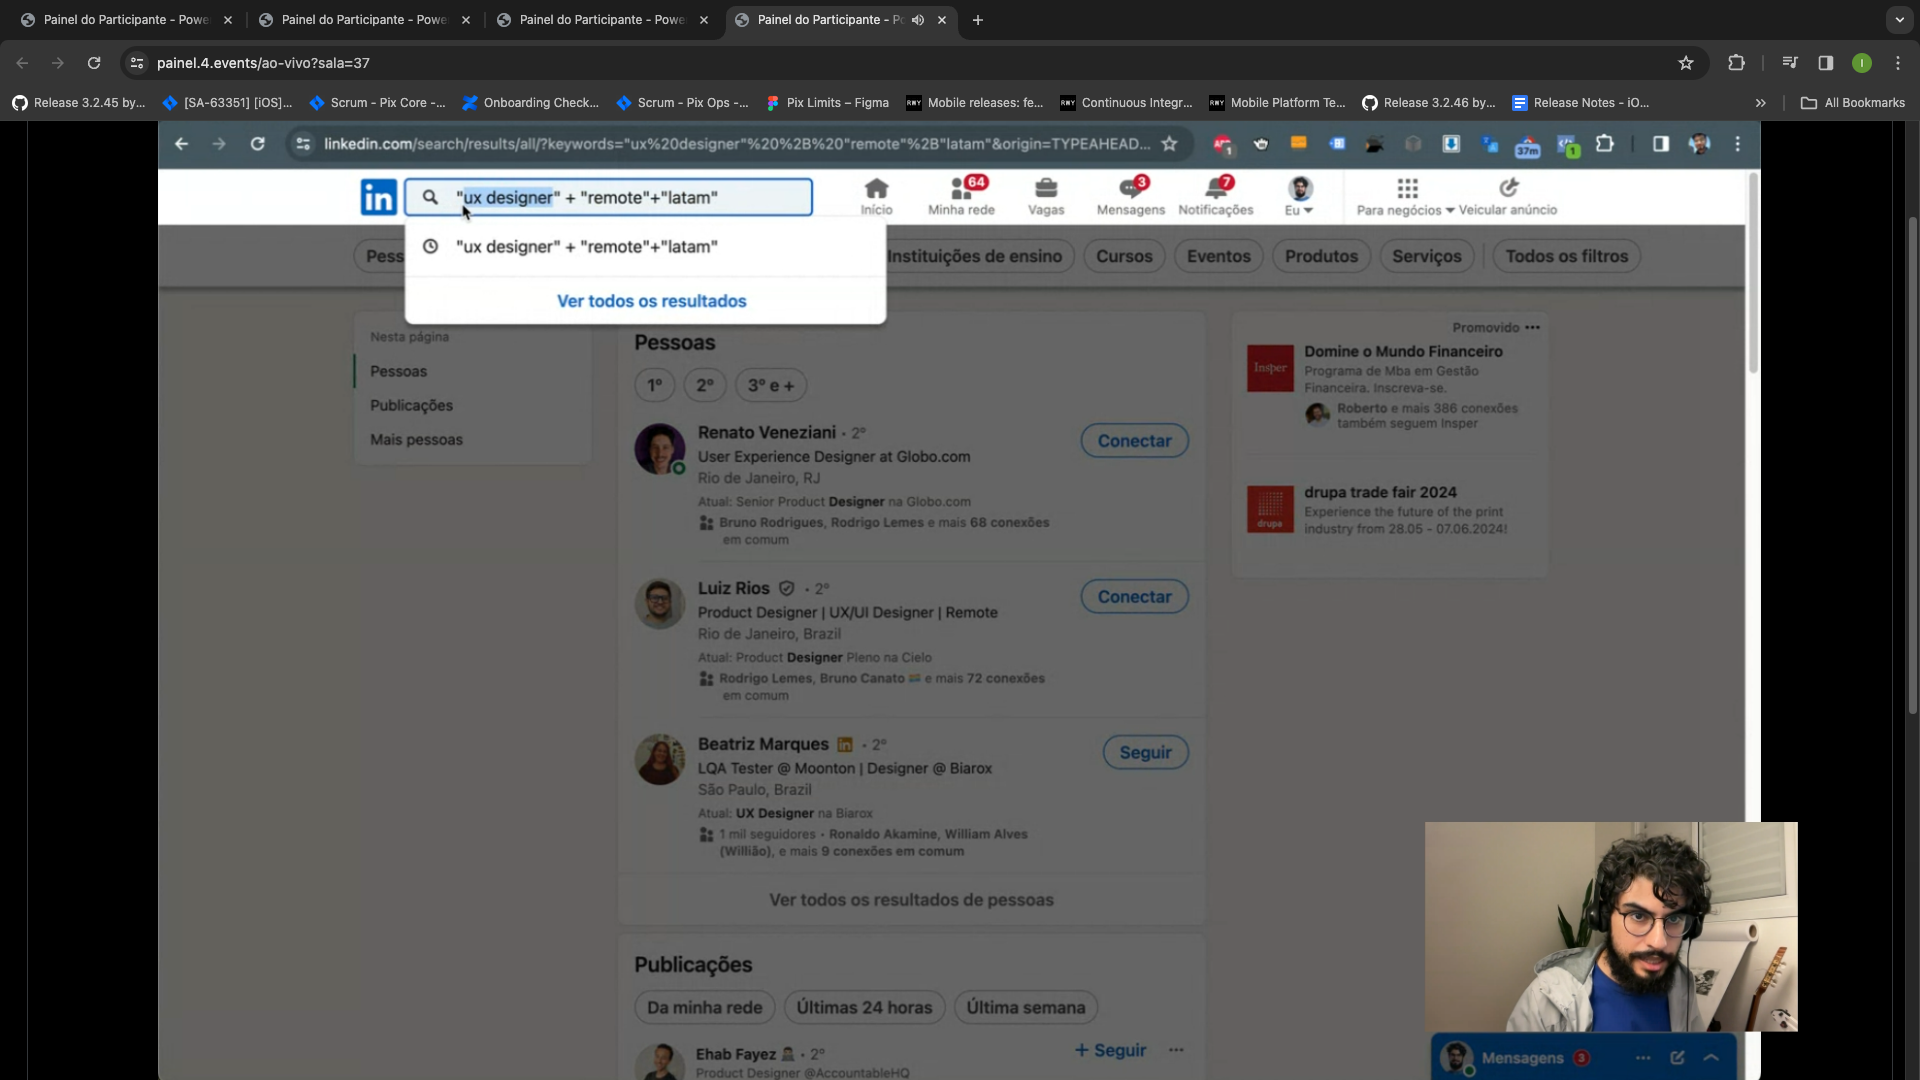 Painel do Participante - Powe
Painel do Participante - Powe
Painel do Participante - Powe
Painel do Participante - Po
painel.4.events/ao-vivo?sala=37
Release 3.2.45 by...
[SA-63351] [iOS]...
Scrum - Pix Core -...
Onboarding Check...
Scrum - Pix Ops -...
Pix Limits – Figma
Mobile releases: fe...
Continuous Integr...
Mobile Platform Te...
Release 3.2.46 by...
Release Notes - iO...
All Bookmarks
linkedin.com/search/results/all/?keywords="ux%20designer"%20%2B%20"remote"%2B"latam"&origin=TYPEAHEAD...
1
37m
1
in
"ux designer" + "remote"+"latam"
Início
64
Minha rede
Vagas
3
Mensagens
7
Notificações
Eu
Para negócios
Veicular anúncio
"ux designer" + "remote"+"latam"
Ver todos os resultados
Pess
Instituições de ensino
Cursos
Eventos
Produtos
Serviços
Todos os filtros
Nesta página
Pessoas
Publicações
Mais pessoas
Pessoas
1º
2º
3º e +
Renato Veneziani · 2º
User Experience Designer at Globo.com
Rio de Janeiro, RJ
Atual: Senior Product Designer na Globo.com
Bruno Rodrigues, Rodrigo Lemes e mais 68 conexões
em comum
Conectar
Luiz Rios · 2º
Product Designer | UX/UI Designer | Remote
Rio de Janeiro, Brazil
Atual: Product Designer Pleno na Cielo
Rodrigo Lemes, Bruno Canato e mais 72 conexões
em comum
Conectar
Beatriz Marques in · 2º
LQA Tester @ Moonton | Designer @ Biarox
São Paulo, Brazil
Atual: UX Designer na Biarox
1 mil seguidores · Ronaldo Akamine, William Alves
(Willião), e mais 9 conexões em comum
Seguir
Ver todos os resultados de pessoas
Publicações
Da minha rede
Últimas 24 horas
Última semana
Ehab Fayez · 2º
Product Designer @AccountableHQ
+ Seguir
Promovido
Insper
Domine o Mundo Financeiro
Programa de Mba em Gestão
Financeira. Inscreva-se.
Roberto e mais 386 conexões
também seguem Insper
drupa
drupa trade fair 2024
Experience the future of the print
industry from 28.05 - 07.06.2024!
Mensagens
3